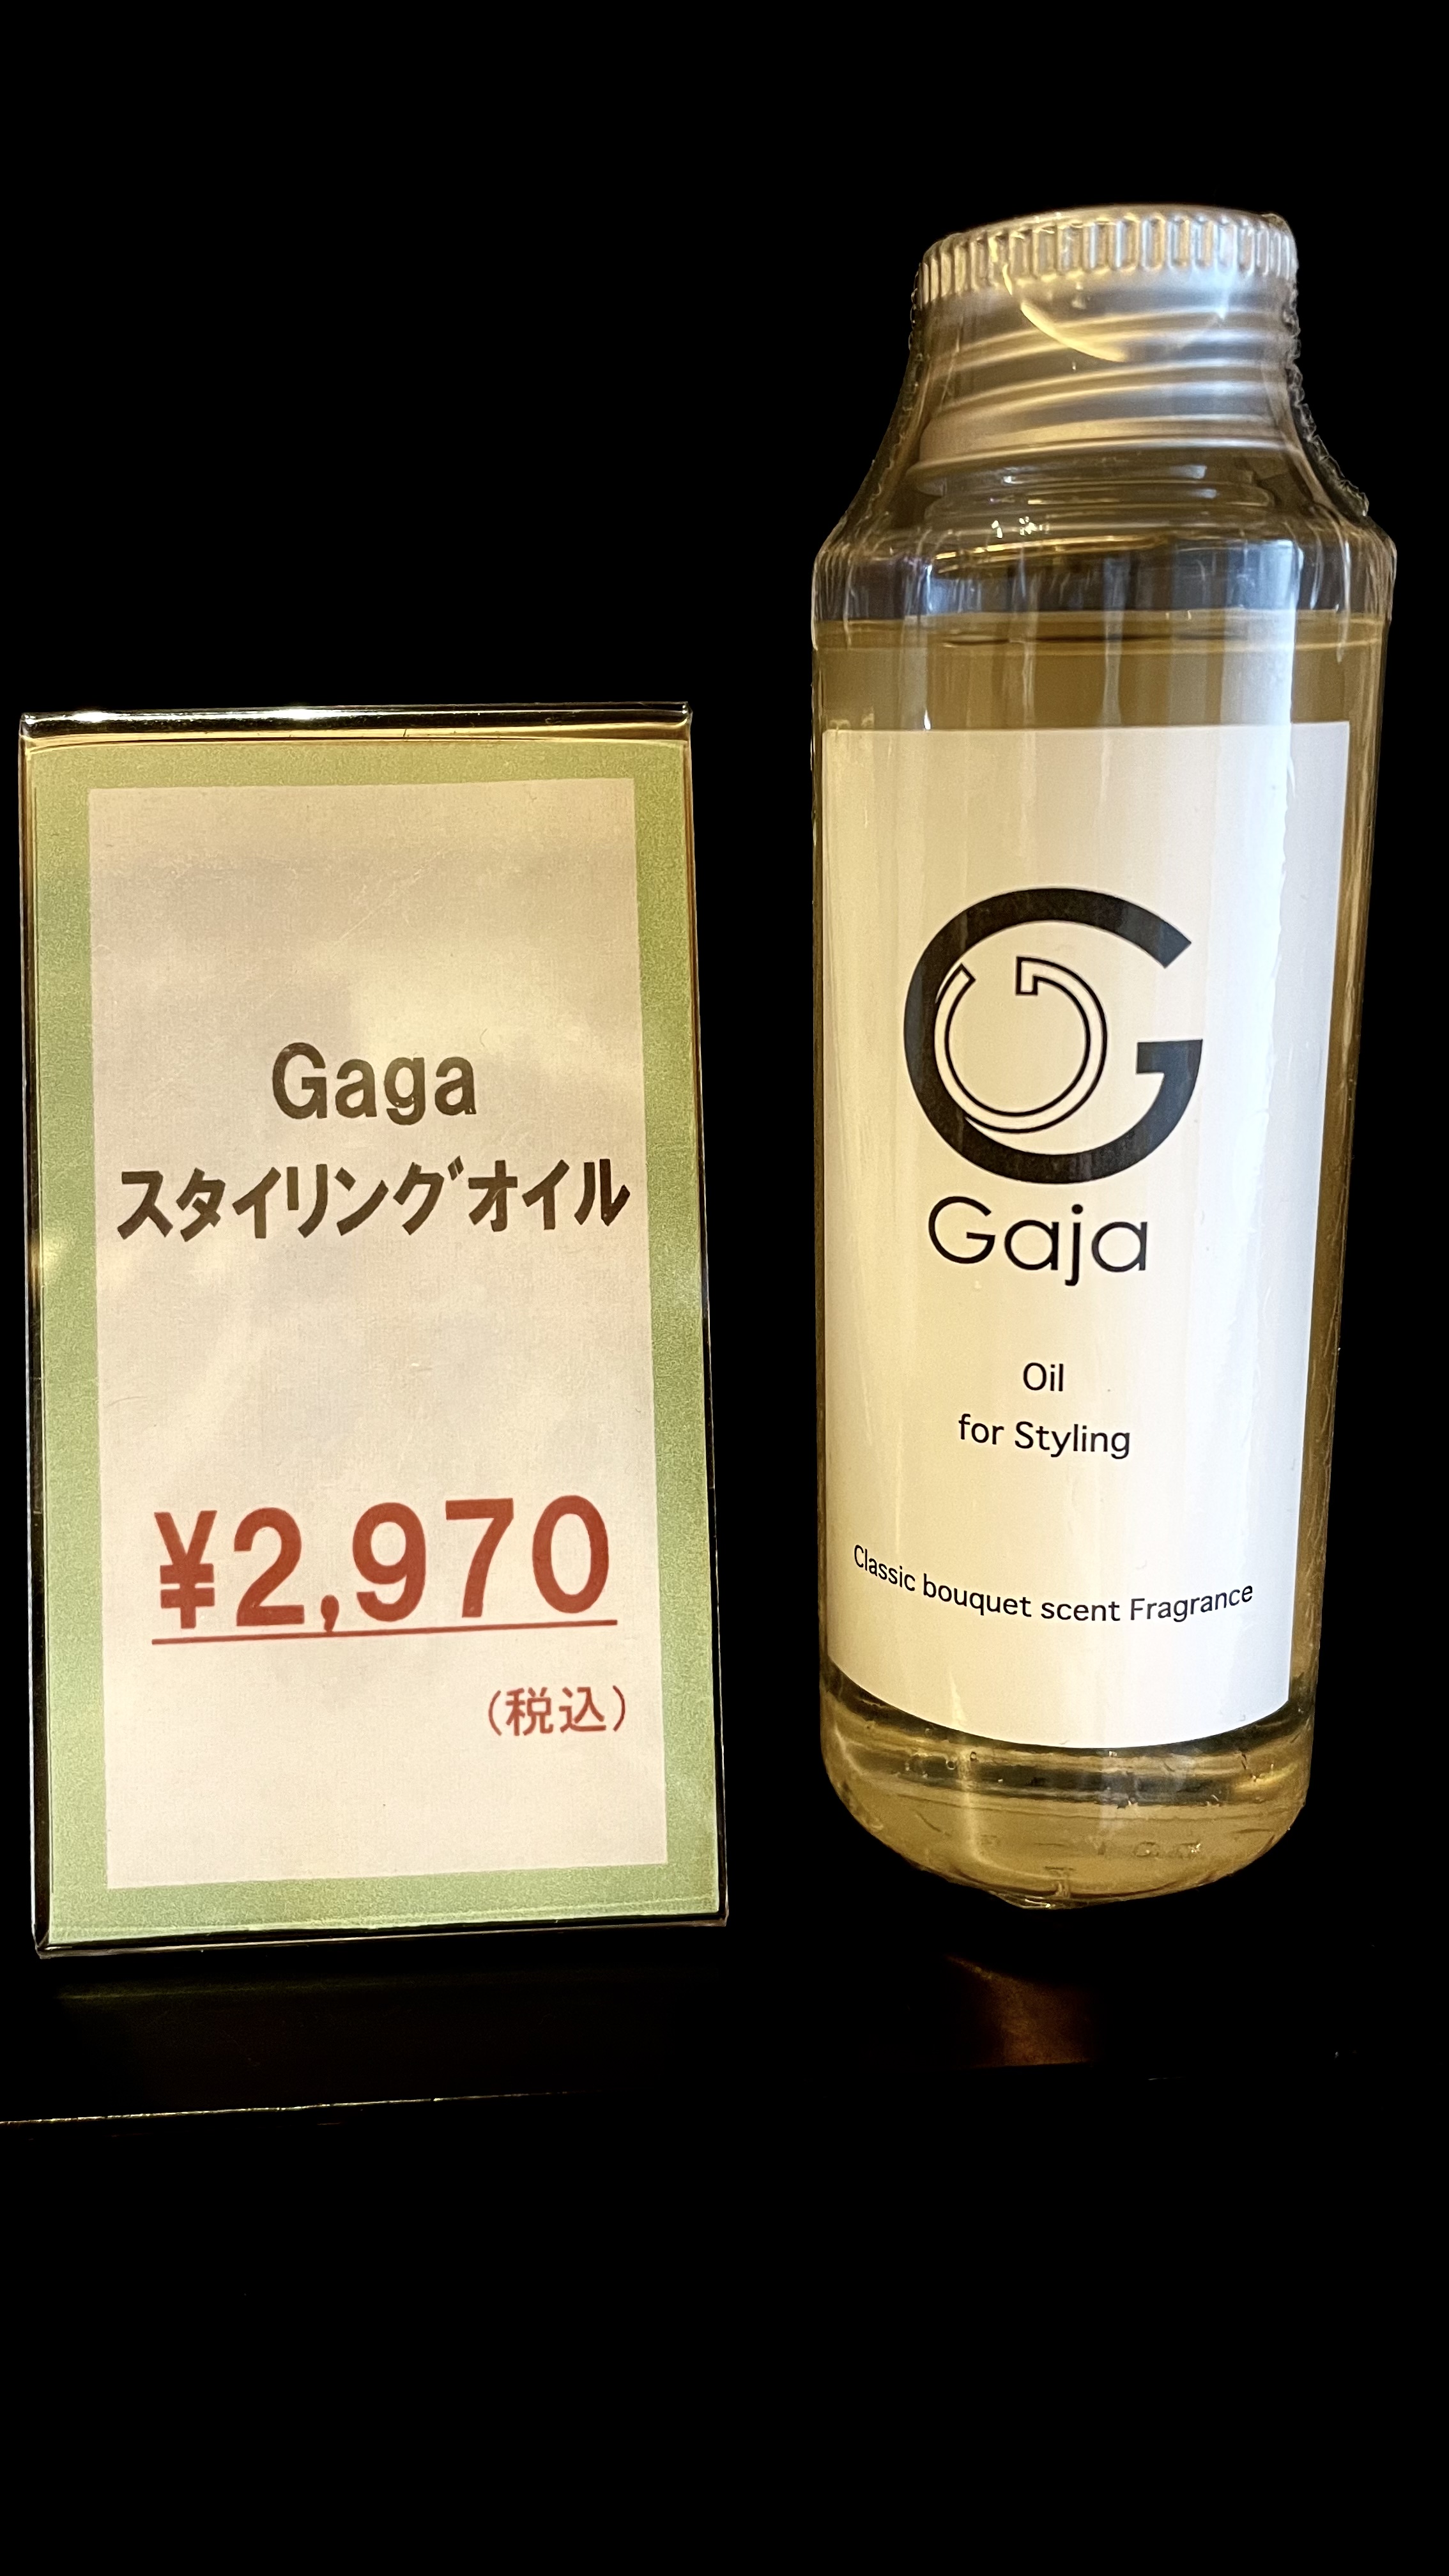 Gaga
スタイリングオイル
¥2,970
(税込)
Gaja
Oil
for Styling
Classic bouquet scent Fragrance